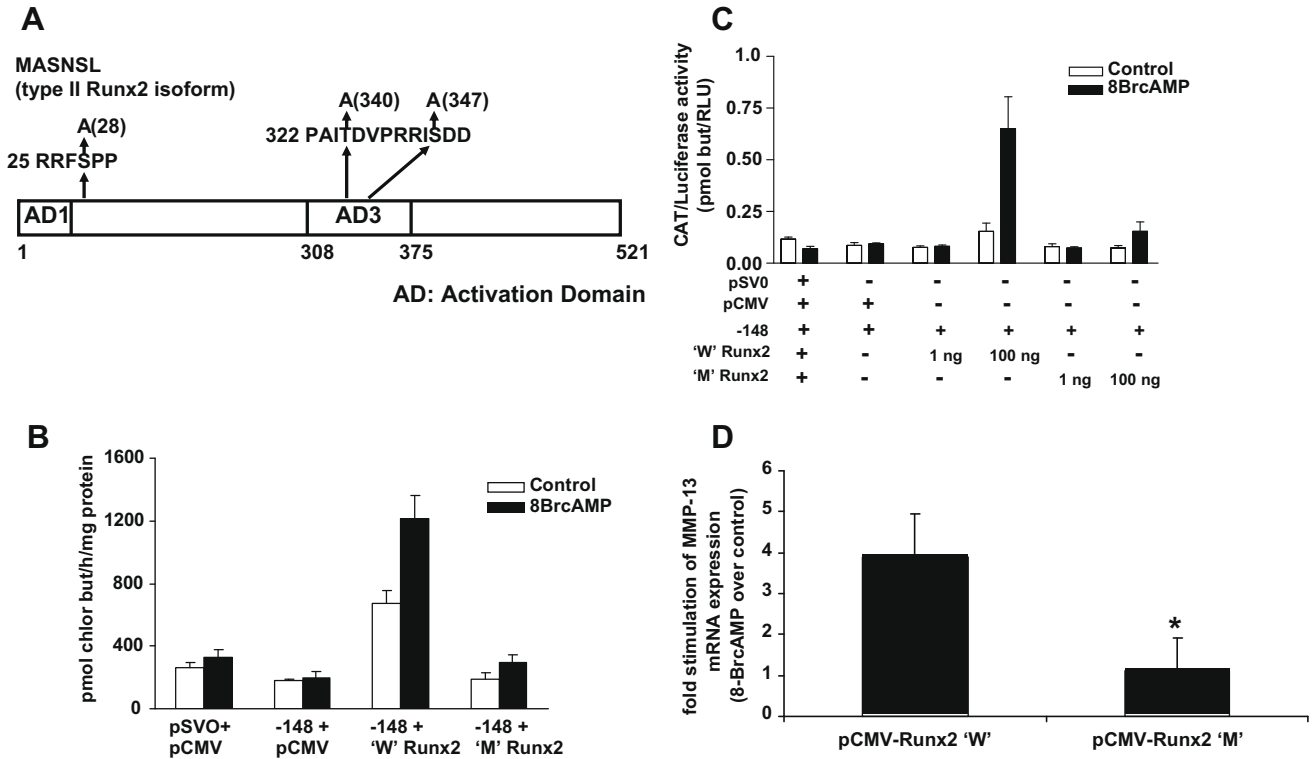 A
MASNSL
(type II Runx2 isoform)
A(28)
25 RRFSPP
A(340) A(347)
322 PAITDVPRRISDD
AD1 AD3
1 308 375 521
AD: Activation Domain
C
CAT/Luciferase activity
(pmol but/RLU)
1.0
0.75
0.50
0.25
0.00
Control
8BrcAMP
pSV0 + - - - - -
pCMV + + - - - -
-148 + + + + + +
'W' Runx2 + - 1 ng 100 ng - -
'M' Runx2 + - - - 1 ng 100 ng
B
pmol chlor but/h/mg protein
1600
1200
800
400
0
Control
8BrcAMP
pSVO+ -148 + -148 + -148 +
pCMV pCMV 'W' Runx2 'M' Runx2
D
fold stimulation of MMP-13
mRNA expression
(8-BrcAMP over control)
6
5
4
3
2
1
0
*
pCMV-Runx2 'W' pCMV-Runx2 'M'